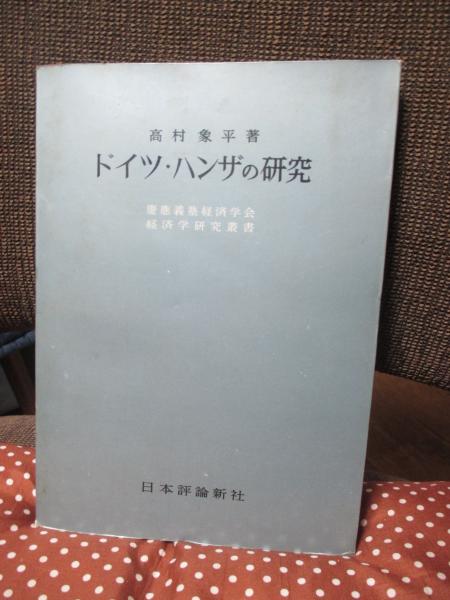 高村象平著
ドイツ・ハンザの研究
慶應義塾経済学会
経済学研究叢書
日本評論新社